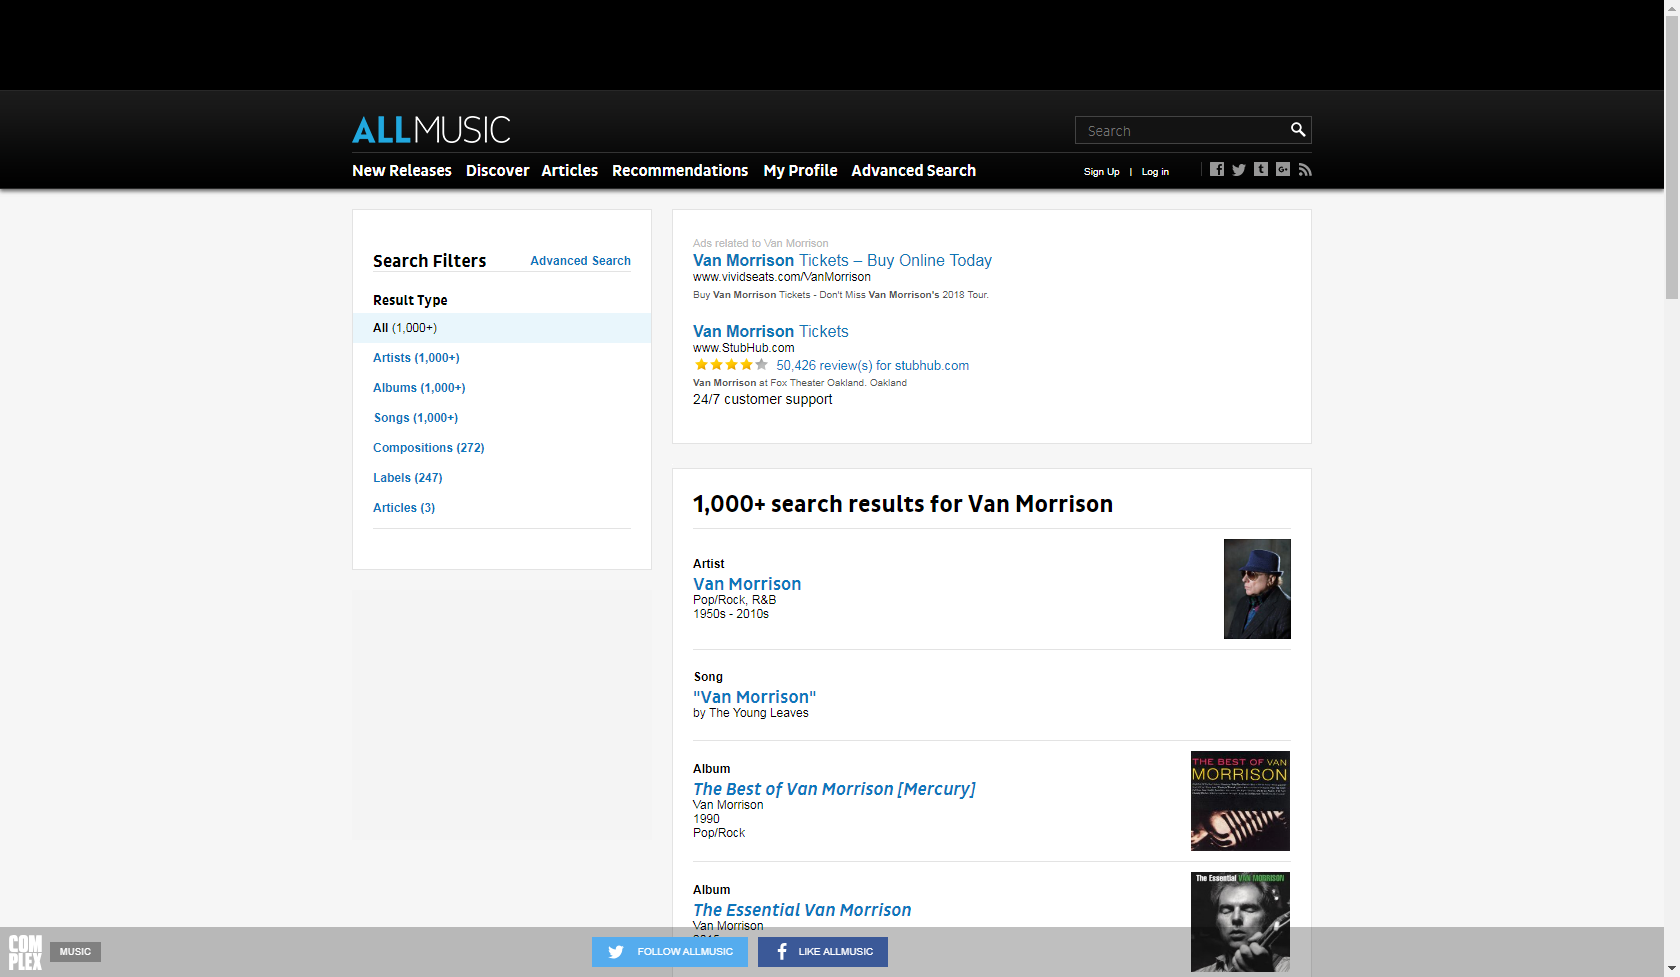 ALLMUSIC
Search
New Releases Discover Articles Recommendations My Profile Advanced Search
Sign Up | Log in
Search Filters
Advanced Search
Result Type
All (1,000+)
Artists (1,000+)
Albums (1,000+)
Songs (1,000+)
Compositions (272)
Labels (247)
Articles (3)
Ads related to Van Morrison
Van Morrison Tickets – Buy Online Today
www.vividseats.com/VanMorrison
Buy Van Morrison Tickets - Don't Miss Van Morrison's 2018 Tour.
Van Morrison Tickets
www.StubHub.com
50,426 review(s) for stubhub.com
Van Morrison at Fox Theater Oakland. Oakland
24/7 customer support
1,000+ search results for Van Morrison
Artist
Van Morrison
Pop/Rock, R&B
1950s - 2010s
Song
"Van Morrison"
by The Young Leaves
Album
The Best of Van Morrison [Mercury]
Van Morrison
1990
Pop/Rock
THE BEST OF VAN
MORRISON
Album
The Essential Van Morrison
Van Morrison
The Essential VAN MORRISON
COMPLEX
MUSIC
FOLLOW ALLMUSIC
LIKE ALLMUSIC